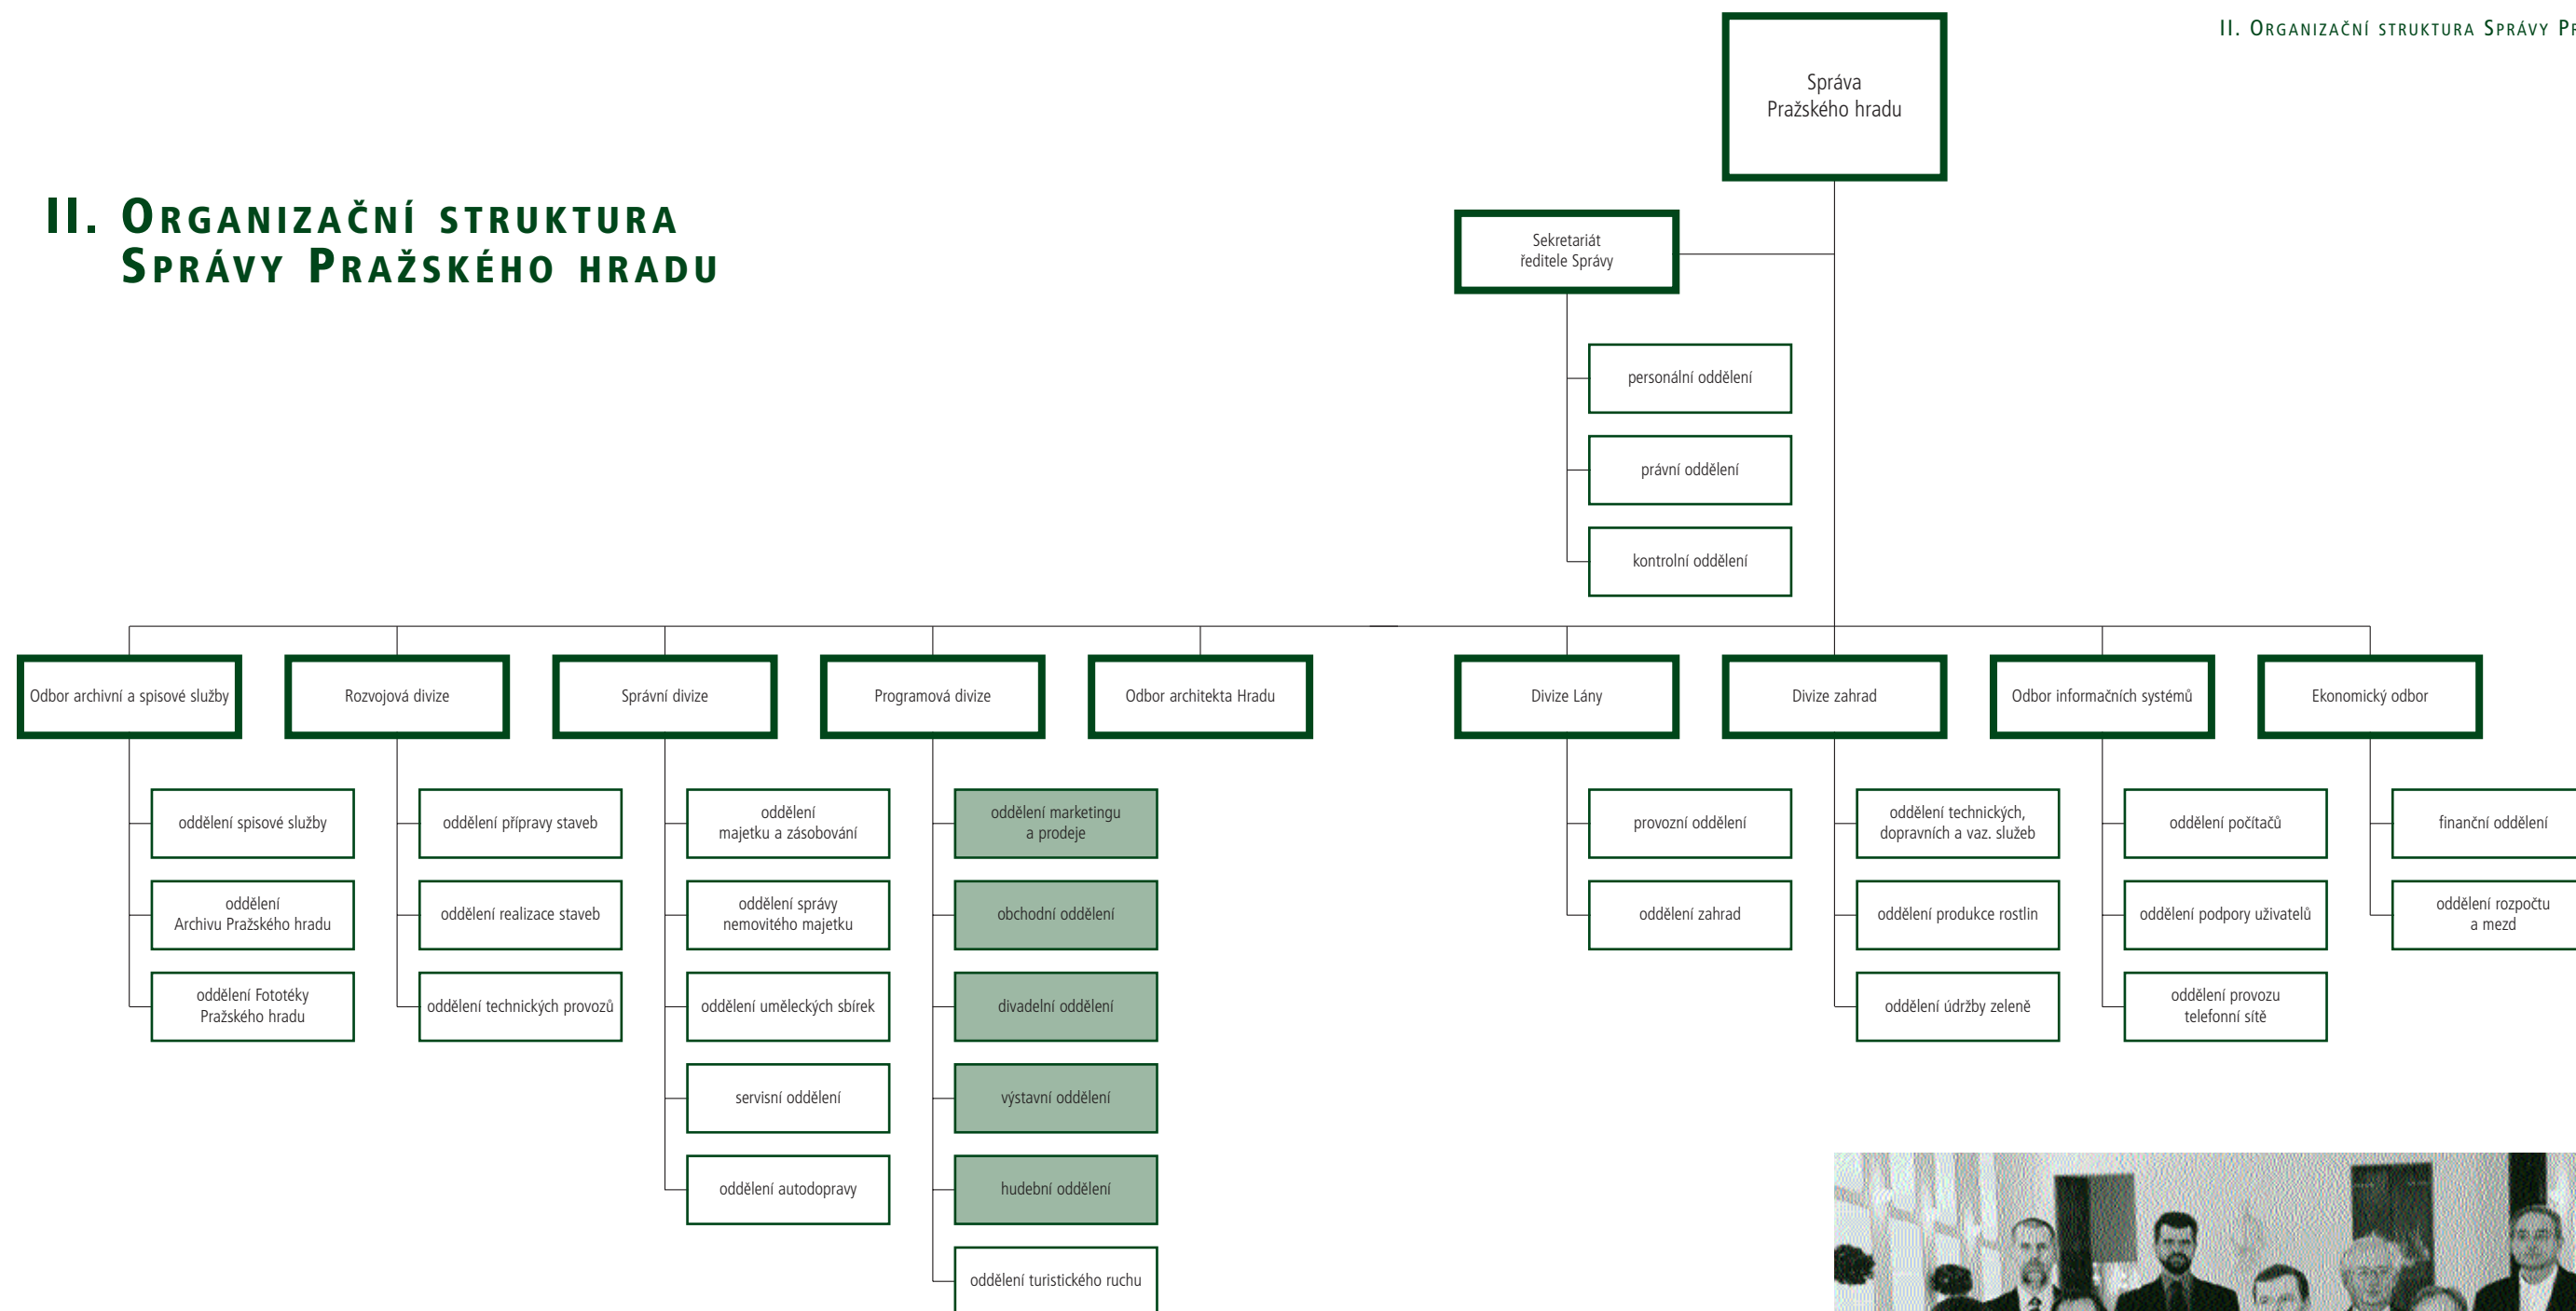 II. Organizační struktura Správy
Správa
Pražského hradu
II. Organizační struktura
Správy Pražského hradu
Sekretariát
ředitele Správy
personální oddělení
právní oddělení
kontrolní oddělení
Odbor archivní a spisové služby
Rozvojová divize
Správní divize
Programová divize
Odbor architekta Hradu
Divize Lány
Divize zahrad
Odbor informačních systémů
Ekonomický odbor
oddělení spisové služby
oddělení
Archivu Pražského hradu
oddělení Fototéky
Pražského hradu
oddělení přípravy staveb
oddělení realizace staveb
oddělení technických provozů
oddělení
majetku a zásobování
oddělení správy
nemovitého majetku
oddělení uměleckých sbírek
servisní oddělení
oddělení autodopravy
oddělení marketingu
a prodeje
obchodní oddělení
divadelní oddělení
výstavní oddělení
hudební oddělení
oddělení turistického ruchu
provozní oddělení
oddělení zahrad
oddělení technických,
dopravních a vaz. služeb
oddělení produkce rostlin
oddělení údržby zeleně
oddělení počítačů
oddělení podpory uživatelů
oddělení provozu
telefonní sítě
finanční oddělení
oddělení rozpočtu
a mezd